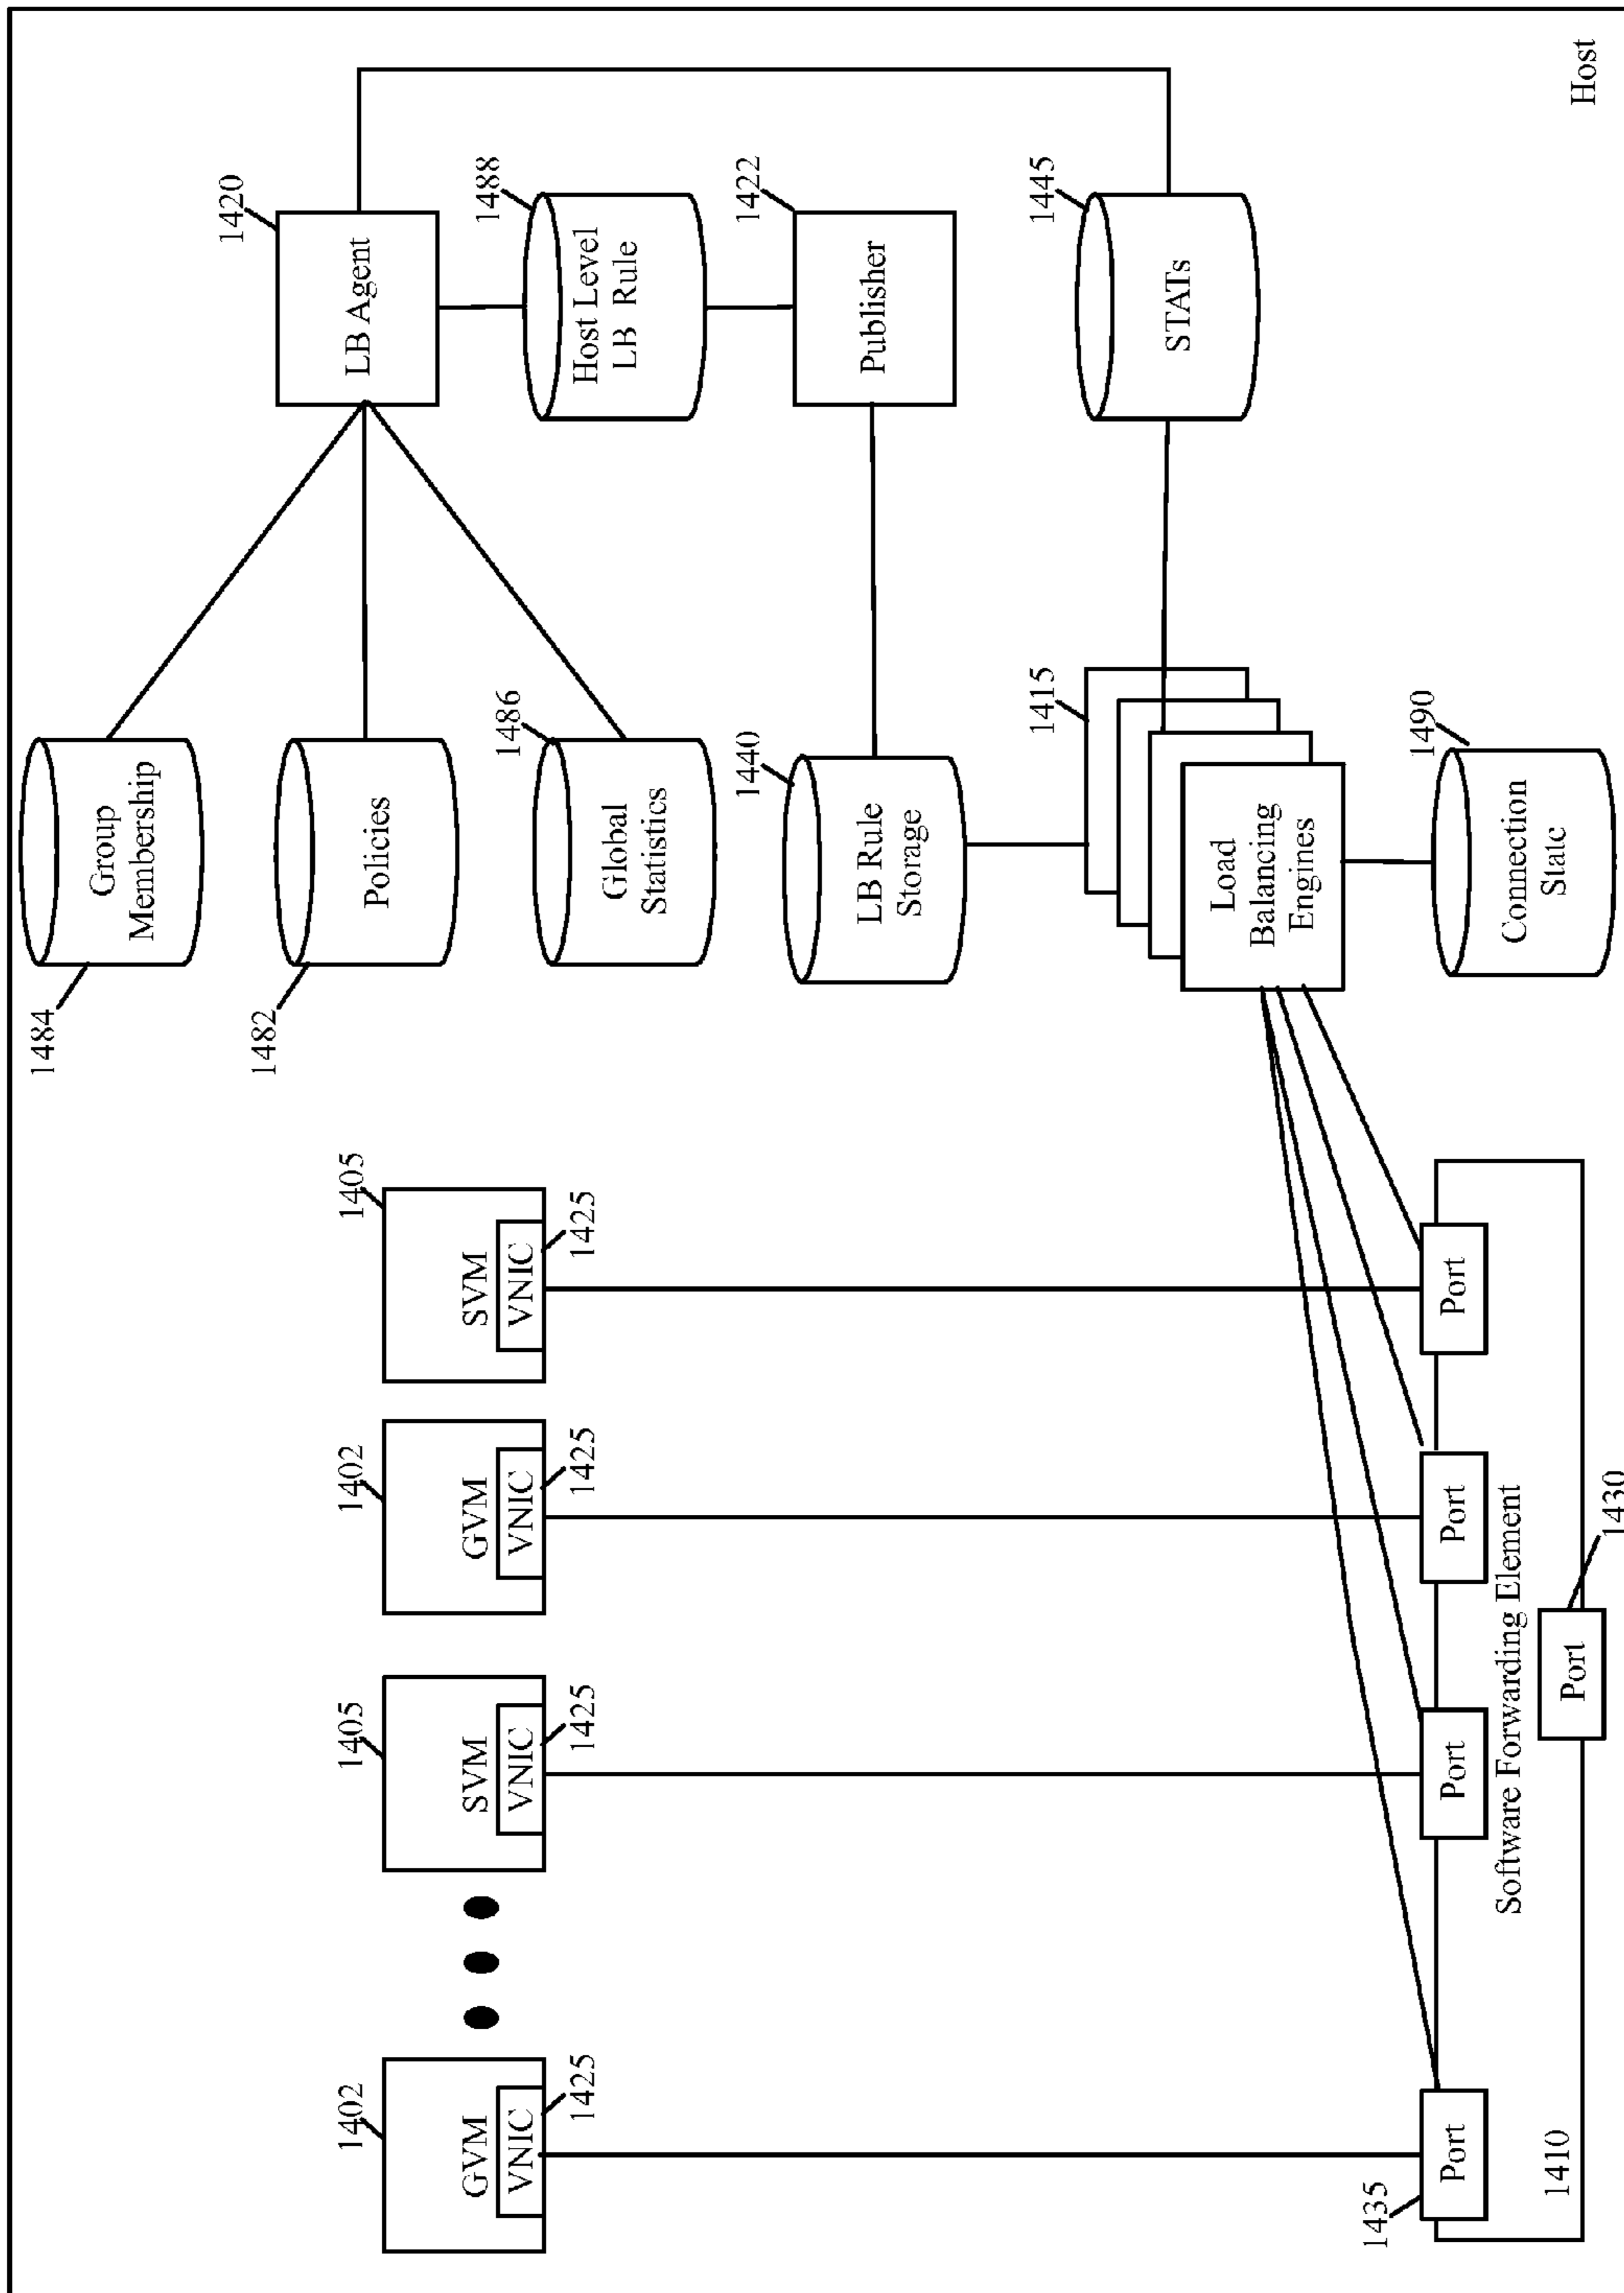 1402
GVM
VNIC
1425
1405
SVM
VNIC
1425
1402
GVM
VNIC
1425
1405
SVM
VNIC
1425
1484
Group
Membership
1482
Policies
1486
Global
Statistics
1420
LB Agent
1488
Host Level
LB Rule
1440
LB Rule
Storage
1422
Publisher
1415
Load
Balancing
Engines
1445
STATs
1490
Connection
State
1435
Port
Port
Port
Port
Software Forwarding Element
1410
Port
1430
Host